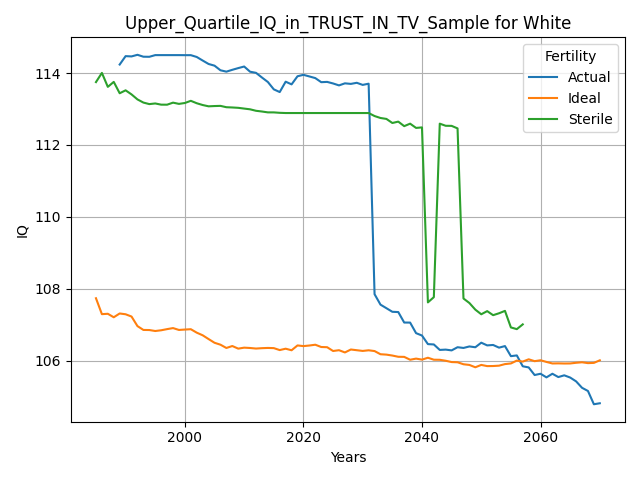 Upper_Quartile_IQ_in_TRUST_IN_TV_Sample for White
Fertility
Actual
Ideal
Sterile
114
112
110
108
106
IQ
2000
2020
2040
2060
Years